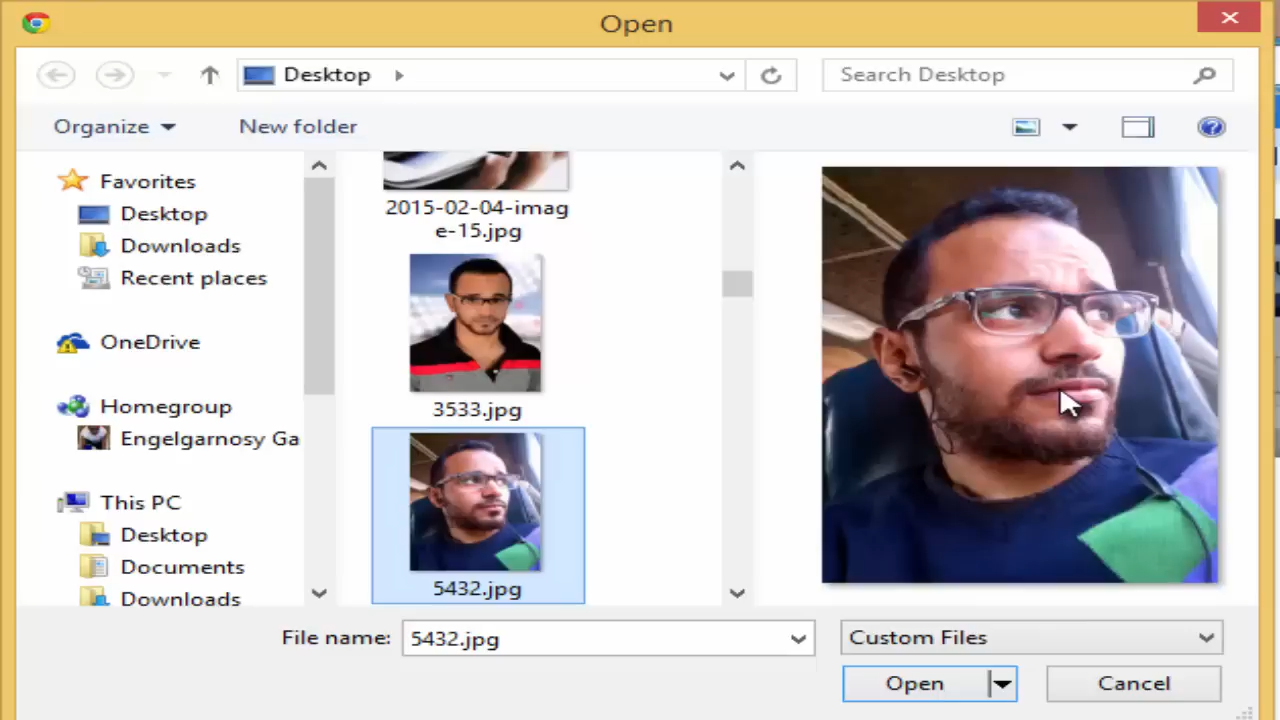 Open
Desktop
Search Desktop
Organize
New folder
Favorites
Desktop
Downloads
Recent places
OneDrive
Homegroup
Engelgarnosy Ga
This PC
Desktop
Documents
Downloads
2015-02-04-imag
e-15.jpg
3533.jpg
5432.jpg
File name:
5432.jpg
Custom Files
Open
Cancel